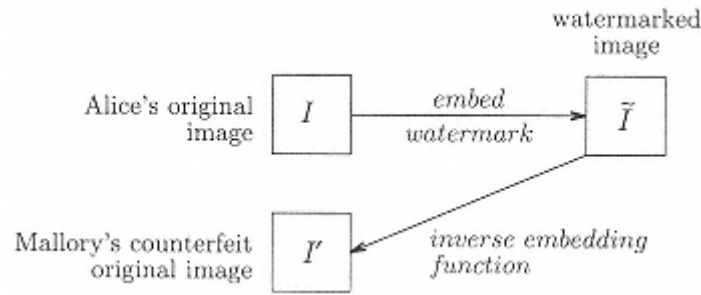 watermarked
image
Alice's original
image
I
embed
watermark
Ĩ
Mallory's counterfeit
original image
I′
inverse embedding
function